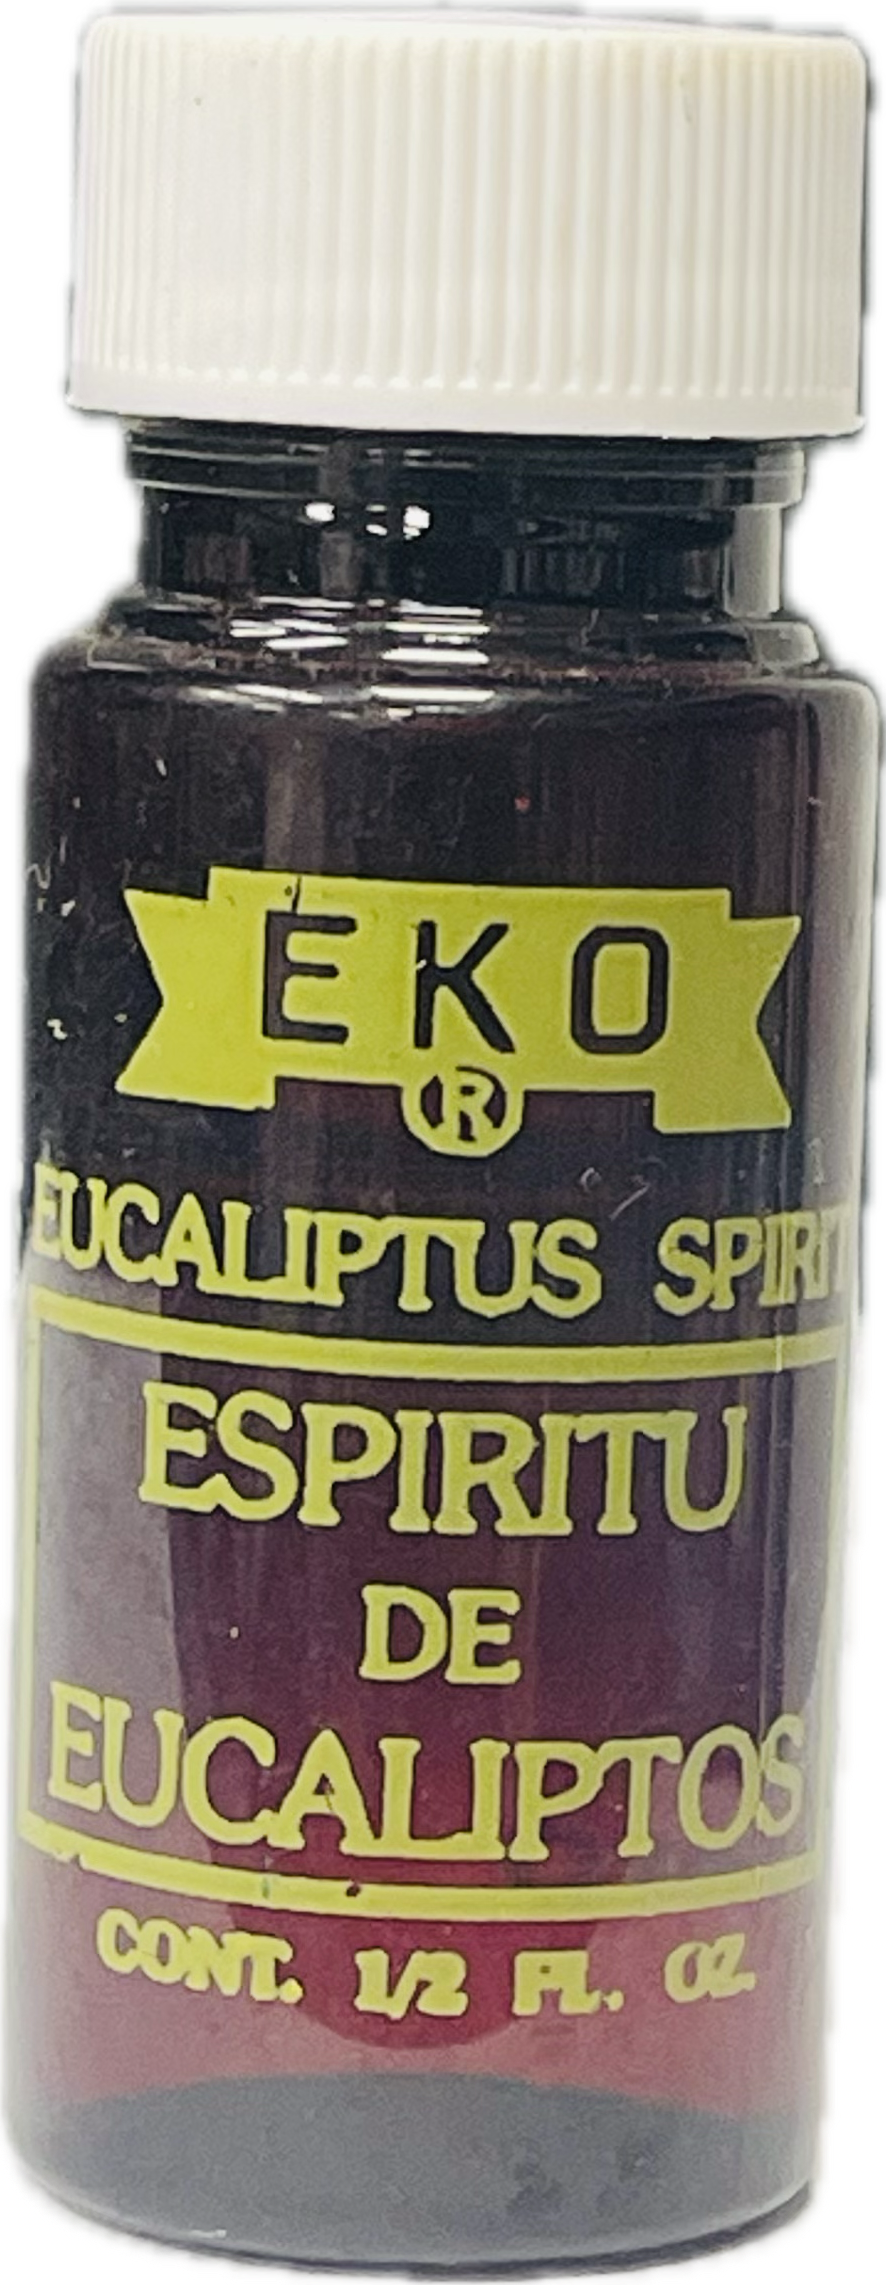 EKO
®
EUCALIPTUS SPIRIT
ESPIRITU
DE
EUCALIPTOS
CONT. 1/2 FL. OZ.